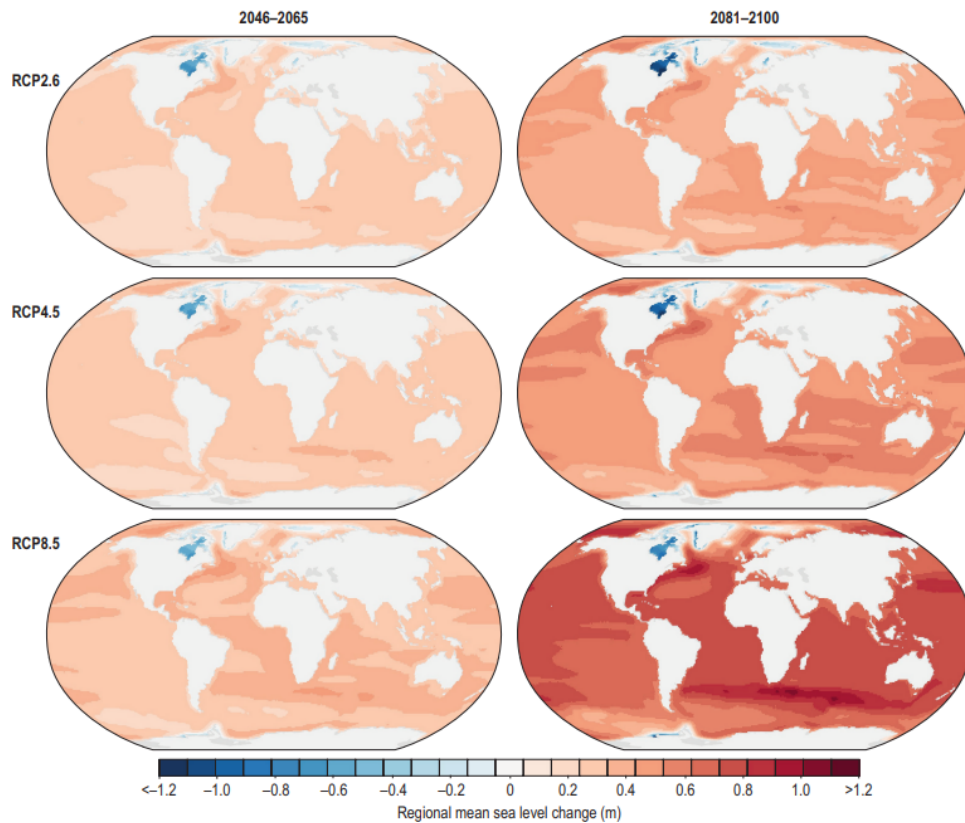 2046–2065 2081–2100
RCP2.6
RCP4.5
RCP8.5
<–1.2 –1.0 –0.8 –0.6 –0.4 –0.2 0 0.2 0.4 0.6 0.8 1.0 >1.2
Regional mean sea level change (m)